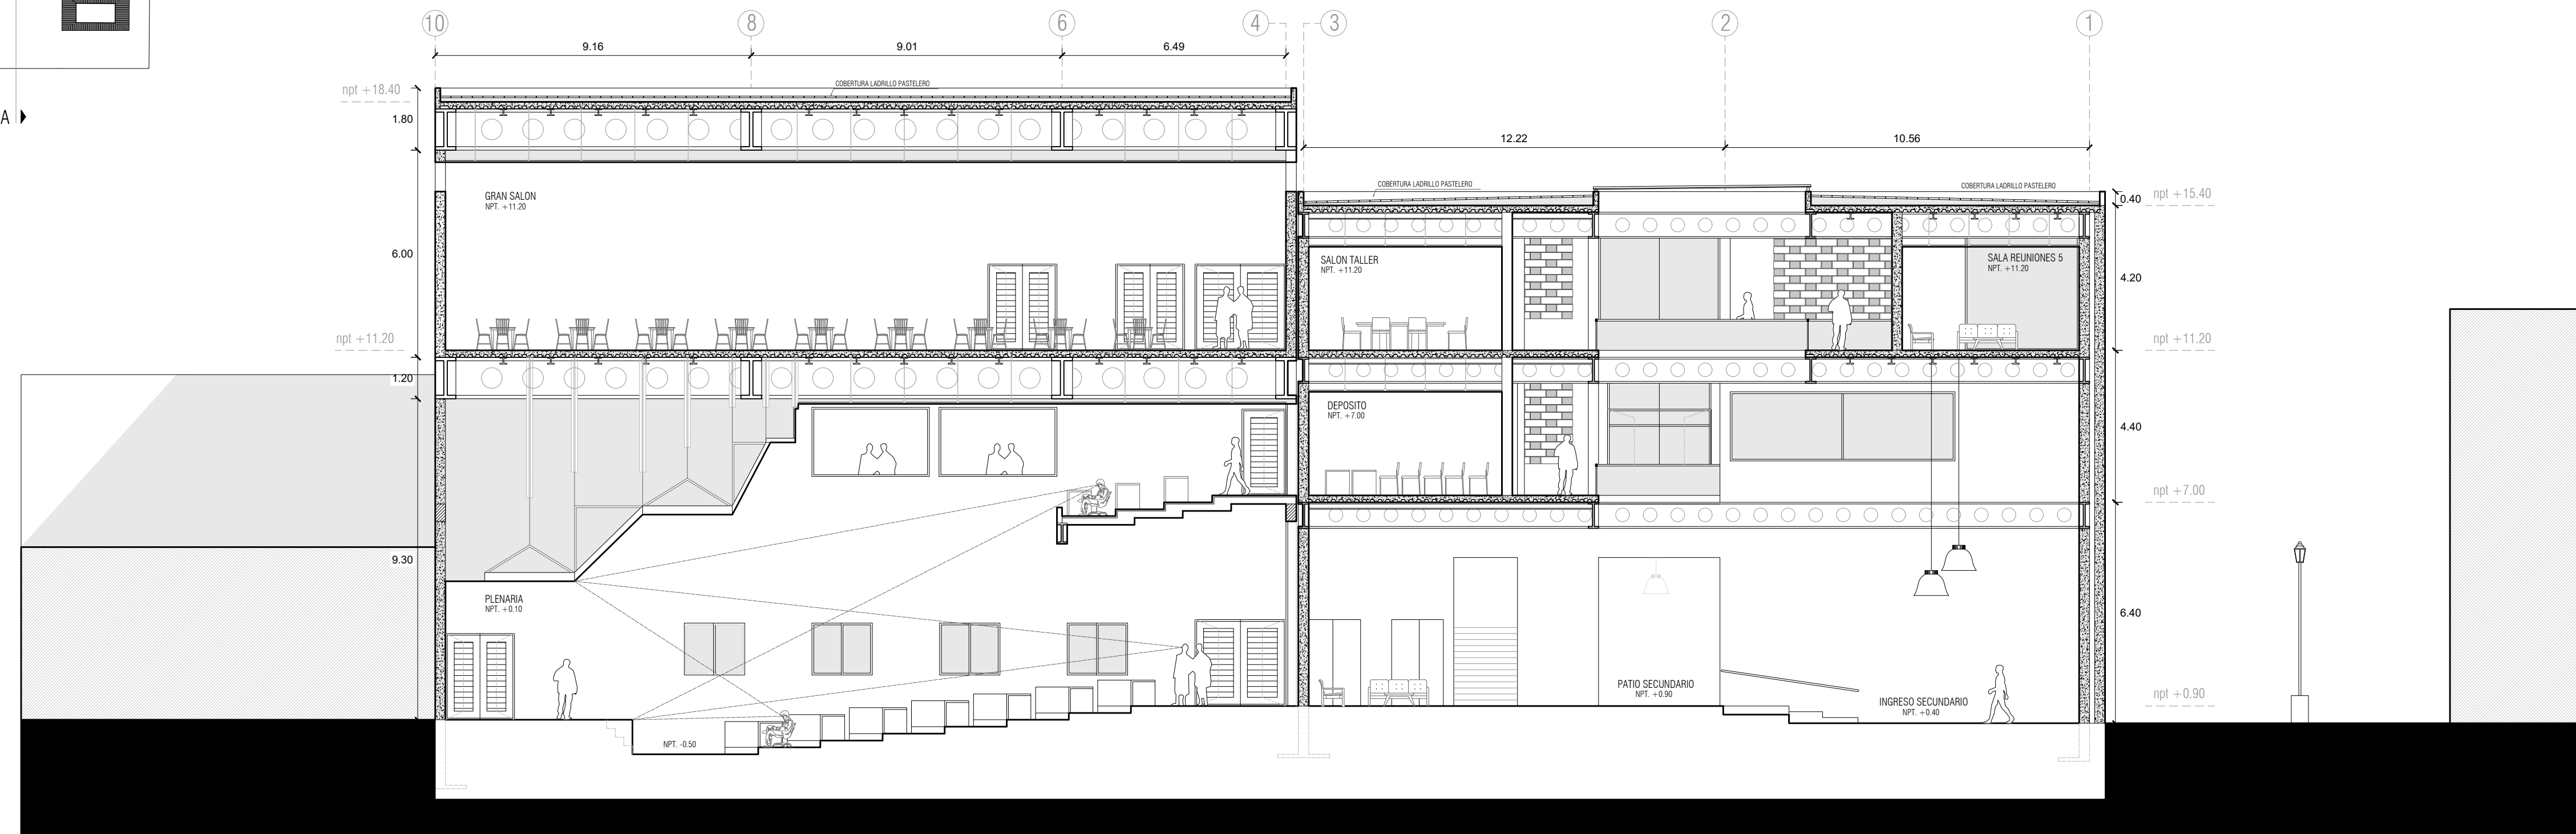 10
8
6
4
3
2
1
9.16
9.01
6.49
COBERTURA LADRILLO PASTELERO
npt +18.40
A
1.80
12.22
10.56
COBERTURA LADRILLO PASTELERO
COBERTURA LADRILLO PASTELERO
0.40
npt +15.40
GRAN SALON
NPT. +11.20
6.00
SALON TALLER
NPT. +11.20
SALA REUNIONES 5
NPT. +11.20
4.20
npt +11.20
npt +11.20
1.20
DEPOSITO
NPT. +7.00
4.40
npt +7.00
9.30
PLENARIA
NPT. +0.10
6.40
PATIO SECUNDARIO
NPT. +0.90
INGRESO SECUNDARIO
NPT. +0.40
npt +0.90
NPT. -0.50